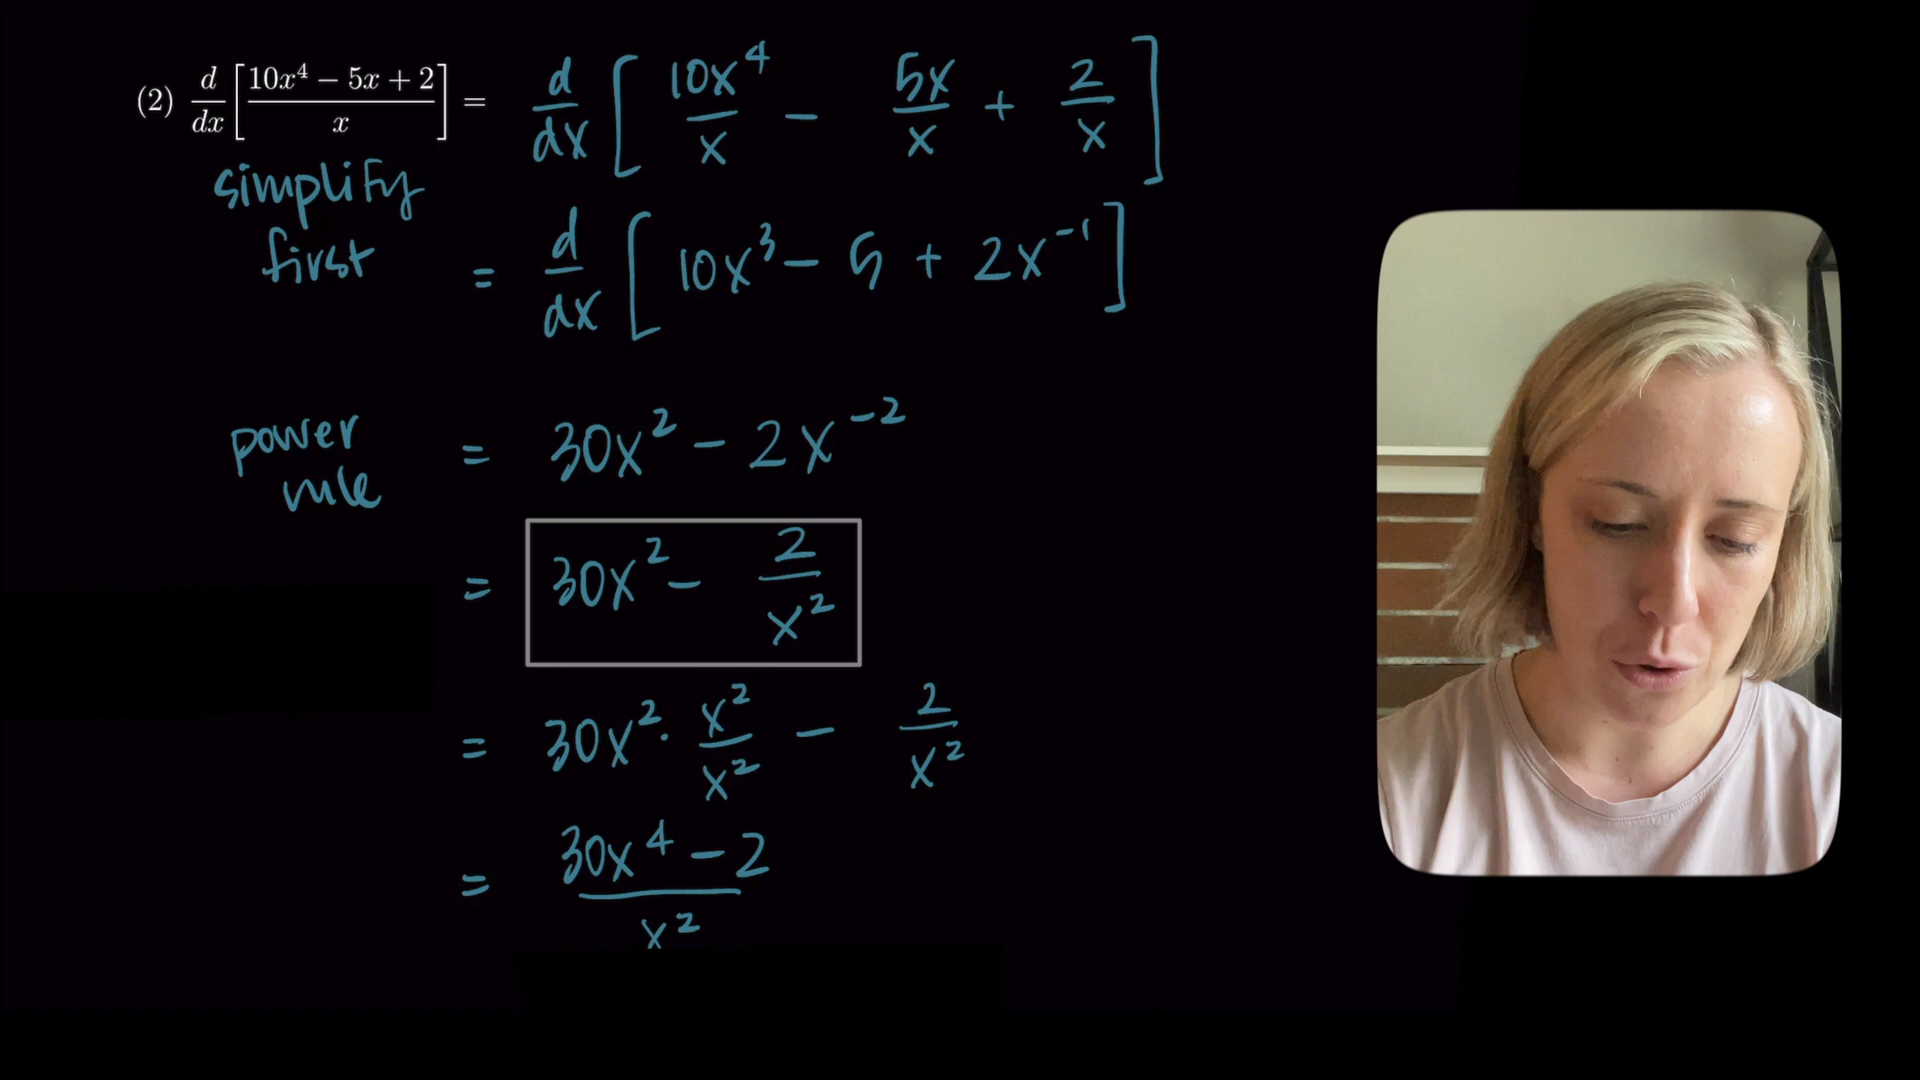 (2) d/dx [(10x⁴ − 5x + 2)/x] = d/dx [10x⁴/x − 5x/x + 2/x]
simplify
first = d/dx [10x³ − 5 + 2x⁻¹]
power
rule = 30x² − 2x⁻²
= 30x² − 2/x²
= 30x² · x²/x² − 2/x²
= (30x⁴ − 2)/x²